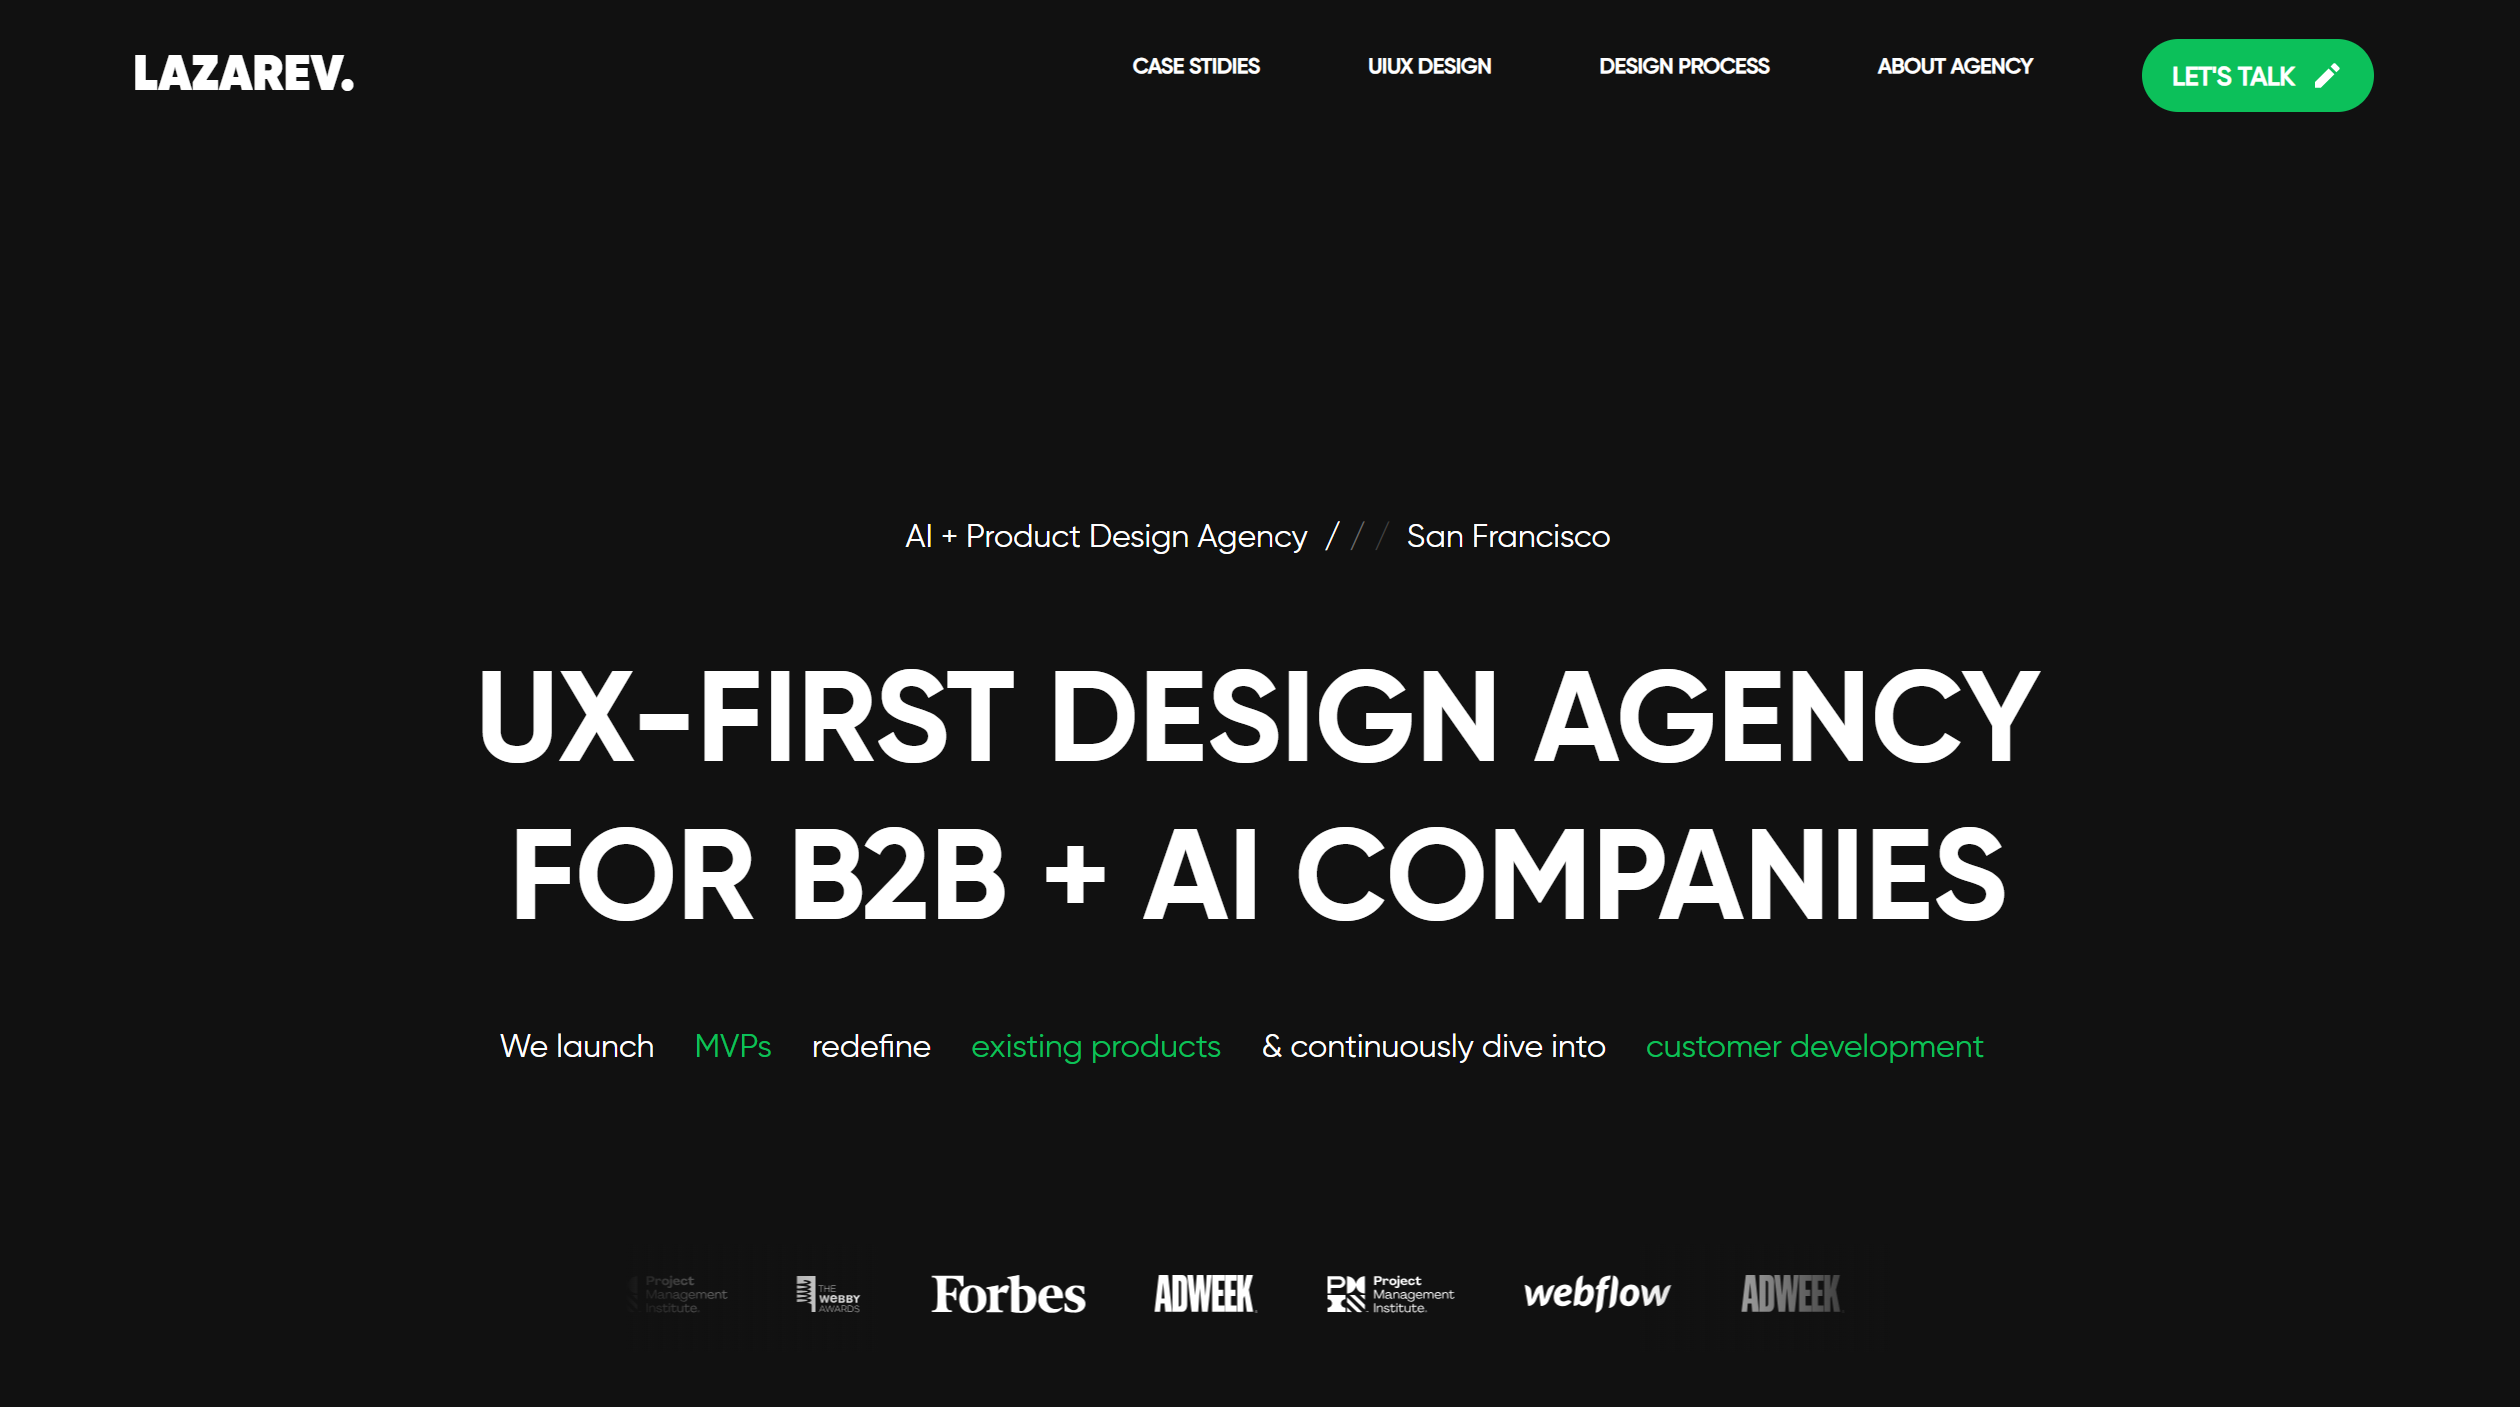 LAZAREV.
CASE STIDIES
UIUX DESIGN
DESIGN PROCESS
ABOUT AGENCY
LET'S TALK
AI + Product Design Agency / / / San Francisco
UX-FIRST DESIGN AGENCY
FOR B2B + AI COMPANIES
We launch MVPs redefine existing products & continuously dive into customer development
Project
Management
Institute.
THE
WEBBY
AWARDS
Forbes
ADWEEK
PMI
Project
Management
Institute.
webflow
ADWEEK